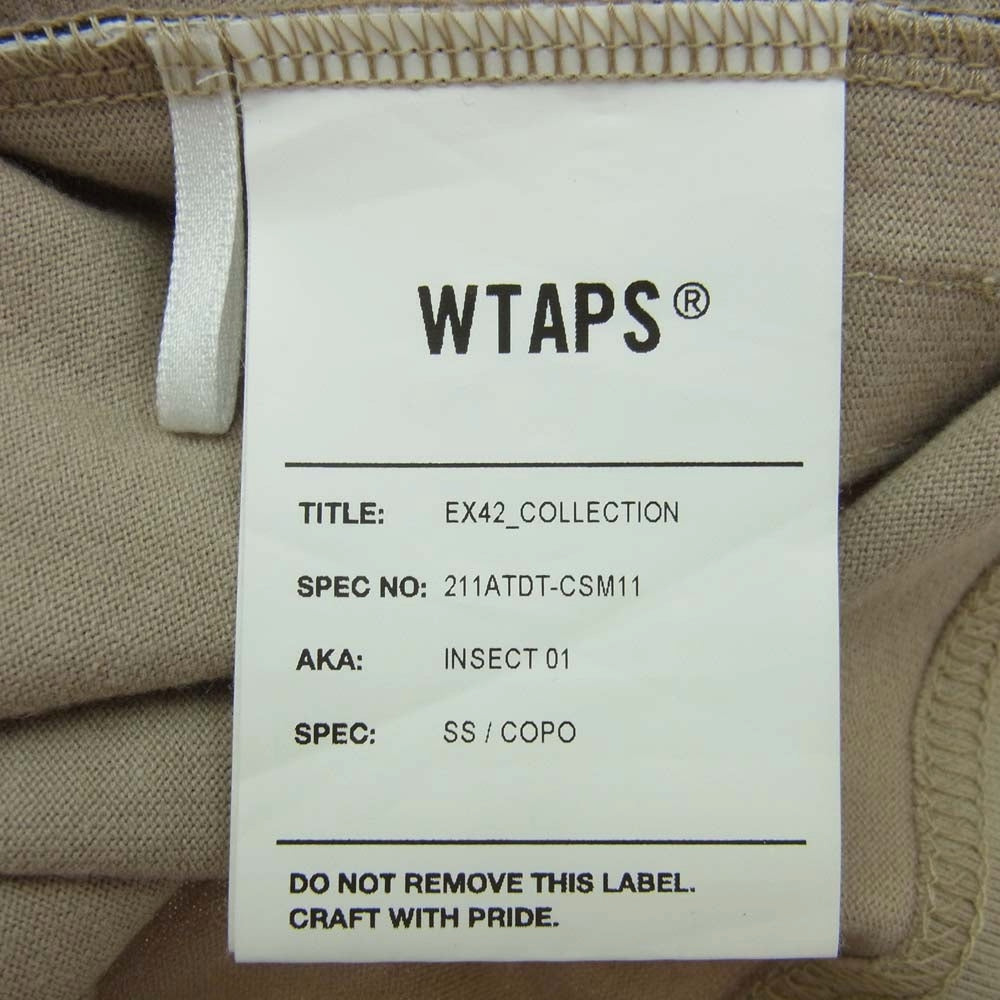 WTAPS®
TITLE: EX42_COLLECTION
SPEC NO: 211ATDT-CSM11
AKA: INSECT 01
SPEC: SS / COPO
DO NOT REMOVE THIS LABEL.
CRAFT WITH PRIDE.